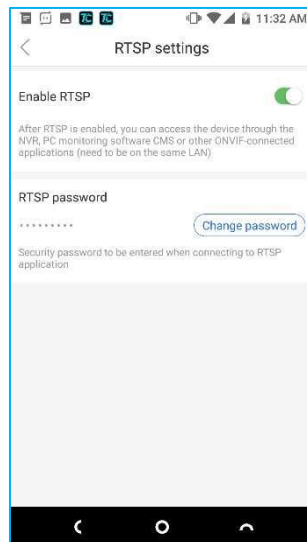 11:32 AM
RTSP settings
Enable RTSP
After RTSP is enabled, you can access the device through the
NVR, PC monitoring software CMS or other ONVIF-connected
applications (need to be on the same LAN)
RTSP password
Change password
Security password to be entered when connecting to RTSP
application